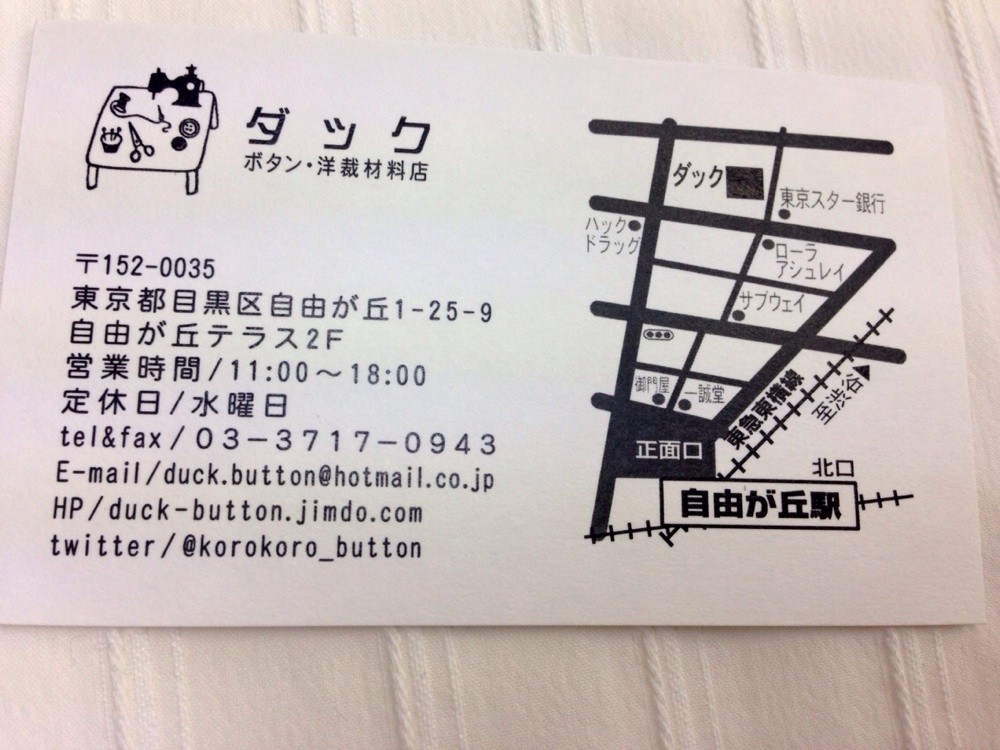 ダック
ボタン・洋裁材料店
〒152-0035
東京都目黒区自由が丘1-25-9
自由が丘テラス2F
営業時間/11:00～18:00
定休日/水曜日
tel&fax/03－3717－0943
E-mail/duck.button@hotmail.co.jp
HP/duck-button.jimdo.com
twitter/@korokoro_button
ダック
東京スター銀行
ハック
ドラッグ
ローラ
アシュレイ
サブウェイ
御門屋
一誠堂
東急東横線
至渋谷
正面口
北口
自由が丘駅